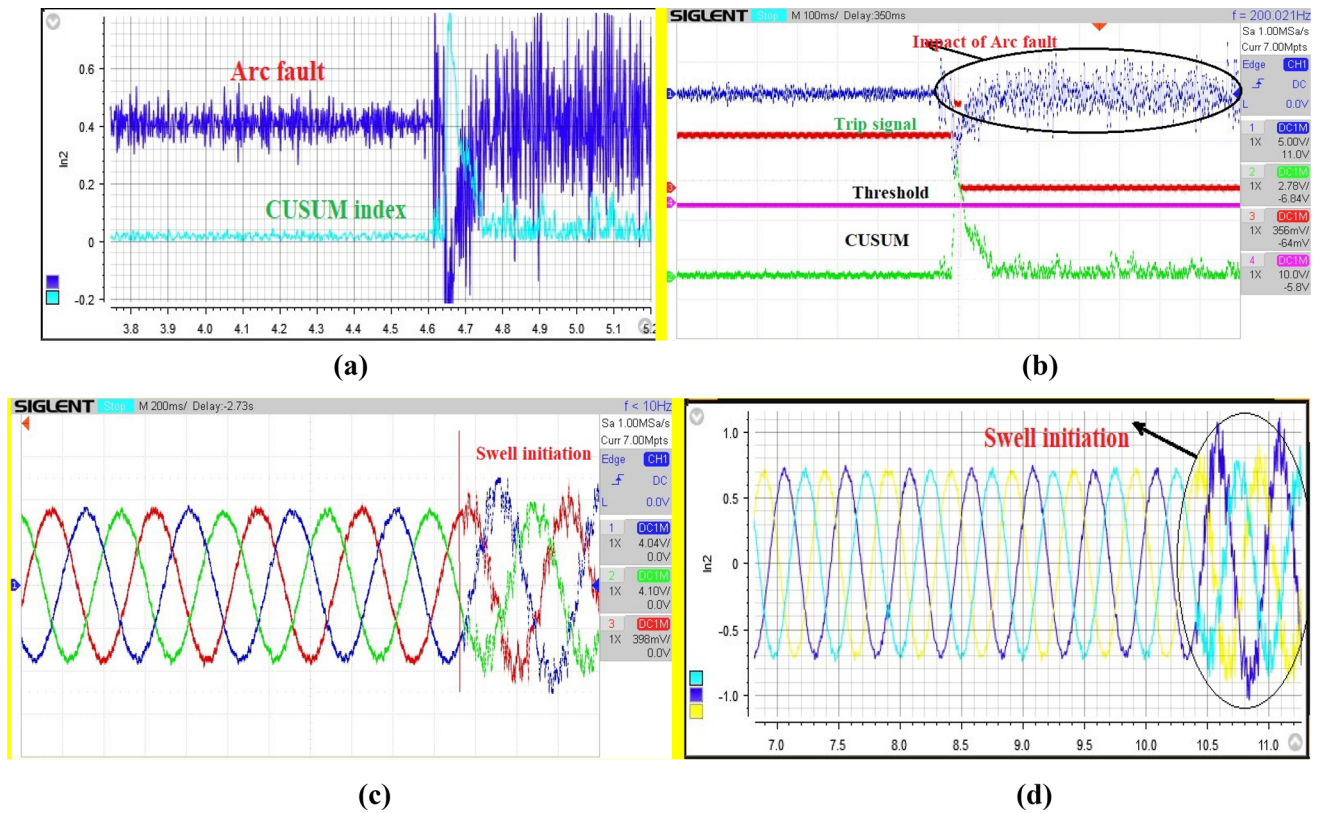 Arc fault
CUSUM index
In2
0.6
0.4
0.2
0
-0.2
3.8 3.9 4.0 4.1 4.2 4.3 4.4 4.5 4.6 4.7 4.8 4.9 5.0 5.1 5.2
(a)
SIGLENT Stop M 100ms/ Delay:350ms f = 200.021Hz
Sa 1.00MSa/s
Curr 7.00Mpts
Edge CH1
DC
L 0.0V
1 DC1M
1X 5.00V/
11.0V
2 DC1M
1X 2.78V/
-6.84V
3 DC1M
1X 356mV/
-64mV
4 DC1M
1X 10.0V/
-5.8V
Impact of Arc fault
Trip signal
Threshold
CUSUM
(b)
SIGLENT Stop M 200ms/ Delay:-2.73s f < 10Hz
Sa 1.00MSa/s
Curr 7.00Mpts
Edge CH1
DC
L 0.0V
1 DC1M
1X 4.04V/
0.0V
2 DC1M
1X 4.10V/
0.0V
3 DC1M
1X 398mV/
0.0V
Swell initiation
(c)
Swell initiation
In2
1.0
0.5
0
-0.5
-1.0
7.0 7.5 8.0 8.5 9.0 9.5 10.0 10.5 11.0
(d)